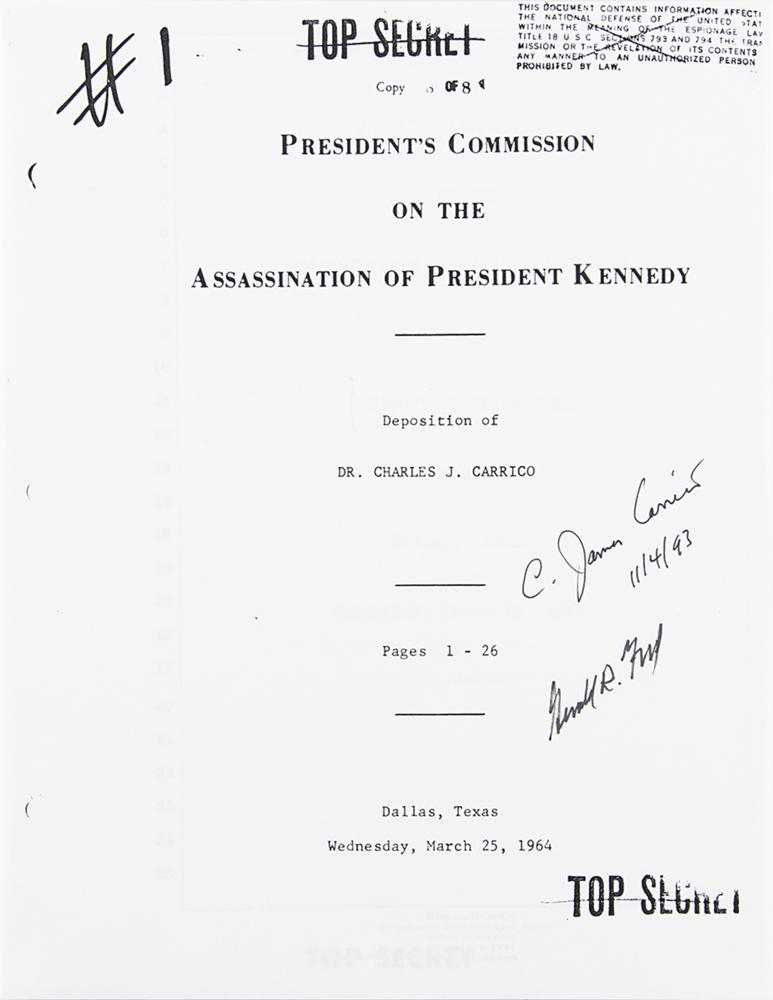 # 1
TOP SECRET
Copy OF 8
THIS DOCUMENT CONTAINS INFORMATION AFFECTI
THE NATIONAL DEFENSE OF THE UNITED STAT
WITHIN THE MEANING OF THE ESPIONAGE LAW
TITLE 18 U S C SECTIONS 793 AND 794 THE TRAN
MISSION OR THE REVELATION OF ITS CONTENTS
ANY MANNER TO AN UNAUTHORIZED PERSON
PROHIBITED BY LAW.
PRESIDENT'S COMMISSION
ON THE
ASSASSINATION OF PRESIDENT KENNEDY
Deposition of
DR. CHARLES J. CARRICO
C. James Carrico
11/4/93
Pages 1 - 26
Gerald R. Ford
Dallas, Texas
Wednesday, March 25, 1964
TOP SECRET
TOP SECRET